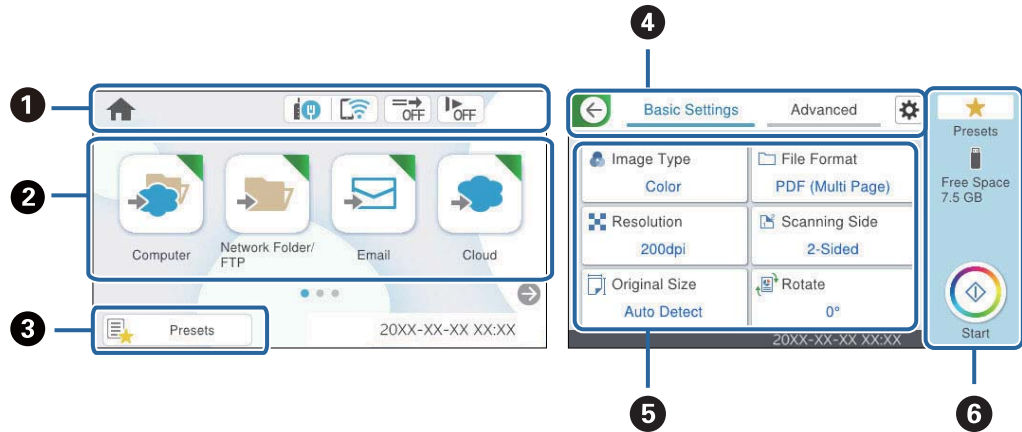 4
1
OFF
OFF
Basic Settings
Advanced
Presets
Free Space
7.5 GB
2
Computer
Network Folder/
FTP
Email
Cloud
Image Type
Color
File Format
PDF (Multi Page)
Resolution
200dpi
Scanning Side
2-Sided
Original Size
Auto Detect
Rotate
0°
3
Presets
20XX-XX-XX XX:XX
20XX-XX-XX XX:XX
Start
5
6